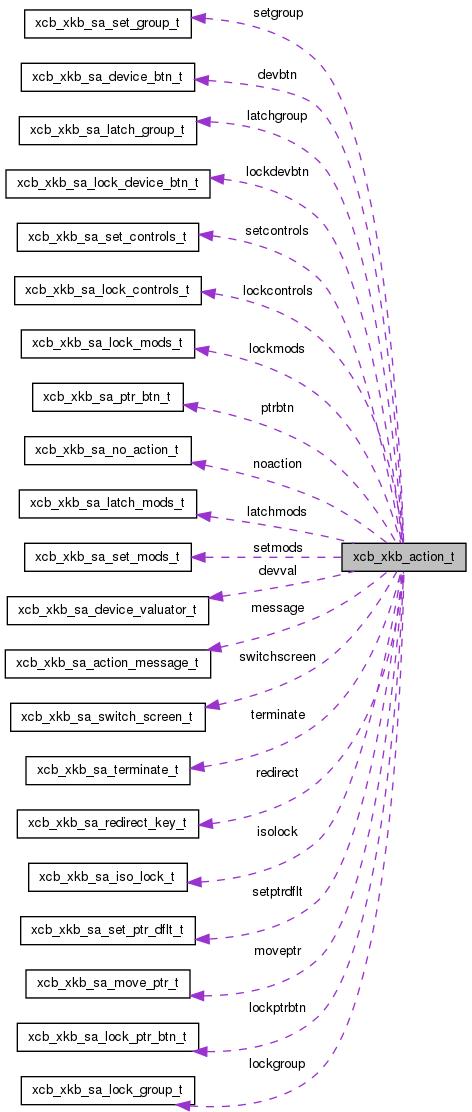 setgroup
xcb_xkb_sa_set_group_t
devbtn
xcb_xkb_sa_device_btn_t
latchgroup
xcb_xkb_sa_latch_group_t
lockdevbtn
xcb_xkb_sa_lock_device_btn_t
setcontrols
xcb_xkb_sa_set_controls_t
lockcontrols
xcb_xkb_sa_lock_controls_t
lockmods
xcb_xkb_sa_lock_mods_t
ptrbtn
xcb_xkb_sa_ptr_btn_t
noaction
xcb_xkb_sa_no_action_t
latchmods
xcb_xkb_sa_latch_mods_t
setmods
xcb_xkb_sa_set_mods_t
xcb_xkb_action_t
devval
xcb_xkb_sa_device_valuator_t
message
xcb_xkb_sa_action_message_t
switchscreen
xcb_xkb_sa_switch_screen_t
terminate
xcb_xkb_sa_terminate_t
redirect
xcb_xkb_sa_redirect_key_t
isolock
xcb_xkb_sa_iso_lock_t
setptrdflt
xcb_xkb_sa_set_ptr_dflt_t
moveptr
xcb_xkb_sa_move_ptr_t
lockptrbtn
xcb_xkb_sa_lock_ptr_btn_t
lockgroup
xcb_xkb_sa_lock_group_t